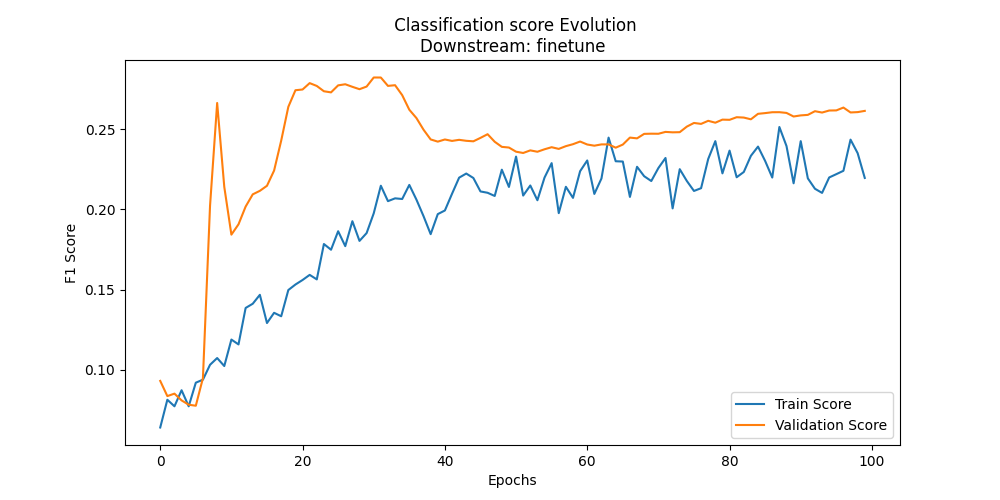 Classification score Evolution
Downstream: finetune
F1 Score
0.25
0.20
0.15
0.10
0
20
40
60
80
100
Epochs
Train Score
Validation Score